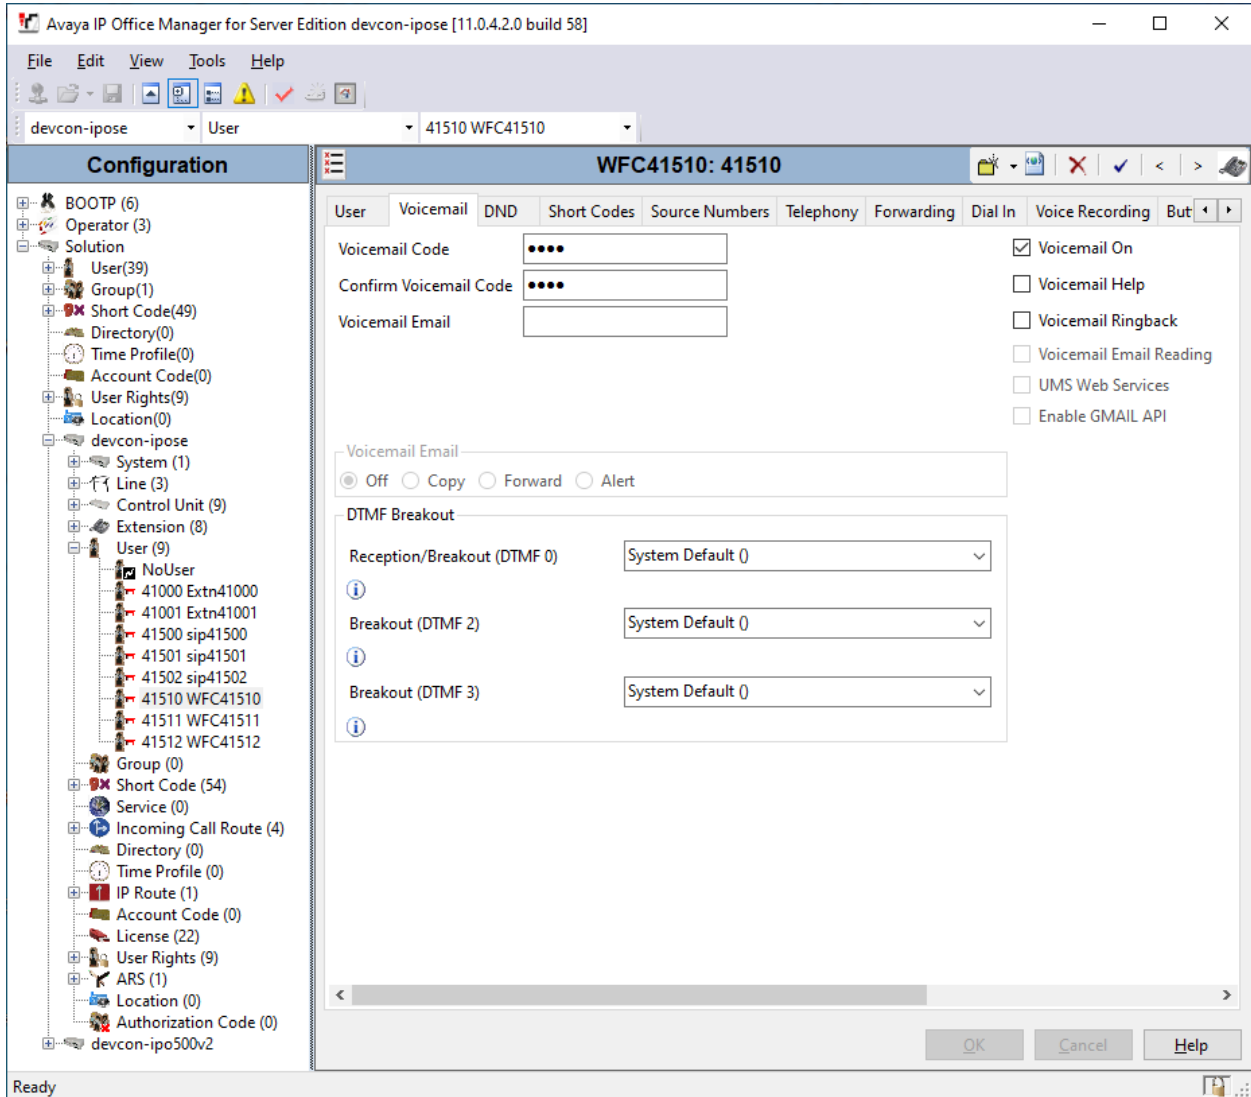 Avaya IP Office Manager for Server Edition devcon-ipose [11.0.4.2.0 build 58]
File Edit View Tools Help
devcon-ipose User 41510 WFC41510
Configuration
BOOTP (6)
Operator (3)
Solution
User(39)
Group(1)
Short Code(49)
Directory(0)
Time Profile(0)
Account Code(0)
User Rights(9)
Location(0)
devcon-ipose
System (1)
Line (3)
Control Unit (9)
Extension (8)
User (9)
NoUser
41000 Extn41000
41001 Extn41001
41500 sip41500
41501 sip41501
41502 sip41502
41510 WFC41510
41511 WFC41511
41512 WFC41512
Group (0)
Short Code (54)
Service (0)
Incoming Call Route (4)
Directory (0)
Time Profile (0)
IP Route (1)
Account Code (0)
License (22)
User Rights (9)
ARS (1)
Location (0)
Authorization Code (0)
devcon-ipo500v2
WFC41510: 41510
User Voicemail DND Short Codes Source Numbers Telephony Forwarding Dial In Voice Recording But
Voicemail Code ●●●●
Confirm Voicemail Code ●●●●
Voicemail Email
Voicemail On
Voicemail Help
Voicemail Ringback
Voicemail Email Reading
UMS Web Services
Enable GMAIL API
Voicemail Email
Off Copy Forward Alert
DTMF Breakout
Reception/Breakout (DTMF 0) System Default ()
Breakout (DTMF 2) System Default ()
Breakout (DTMF 3) System Default ()
OK Cancel Help
Ready